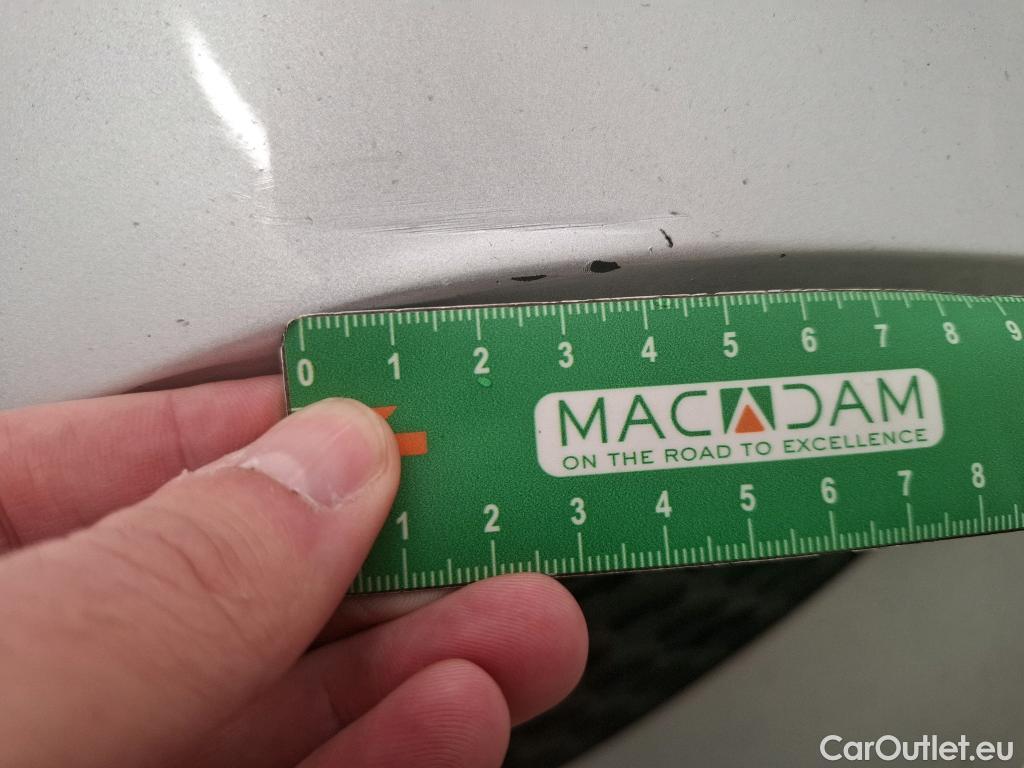 0 1 2 3 4 5 6 7 8 9
MACADAM
ON THE ROAD TO EXCELLENCE
1 2 3 4 5 6 7 8
CarOutlet.eu